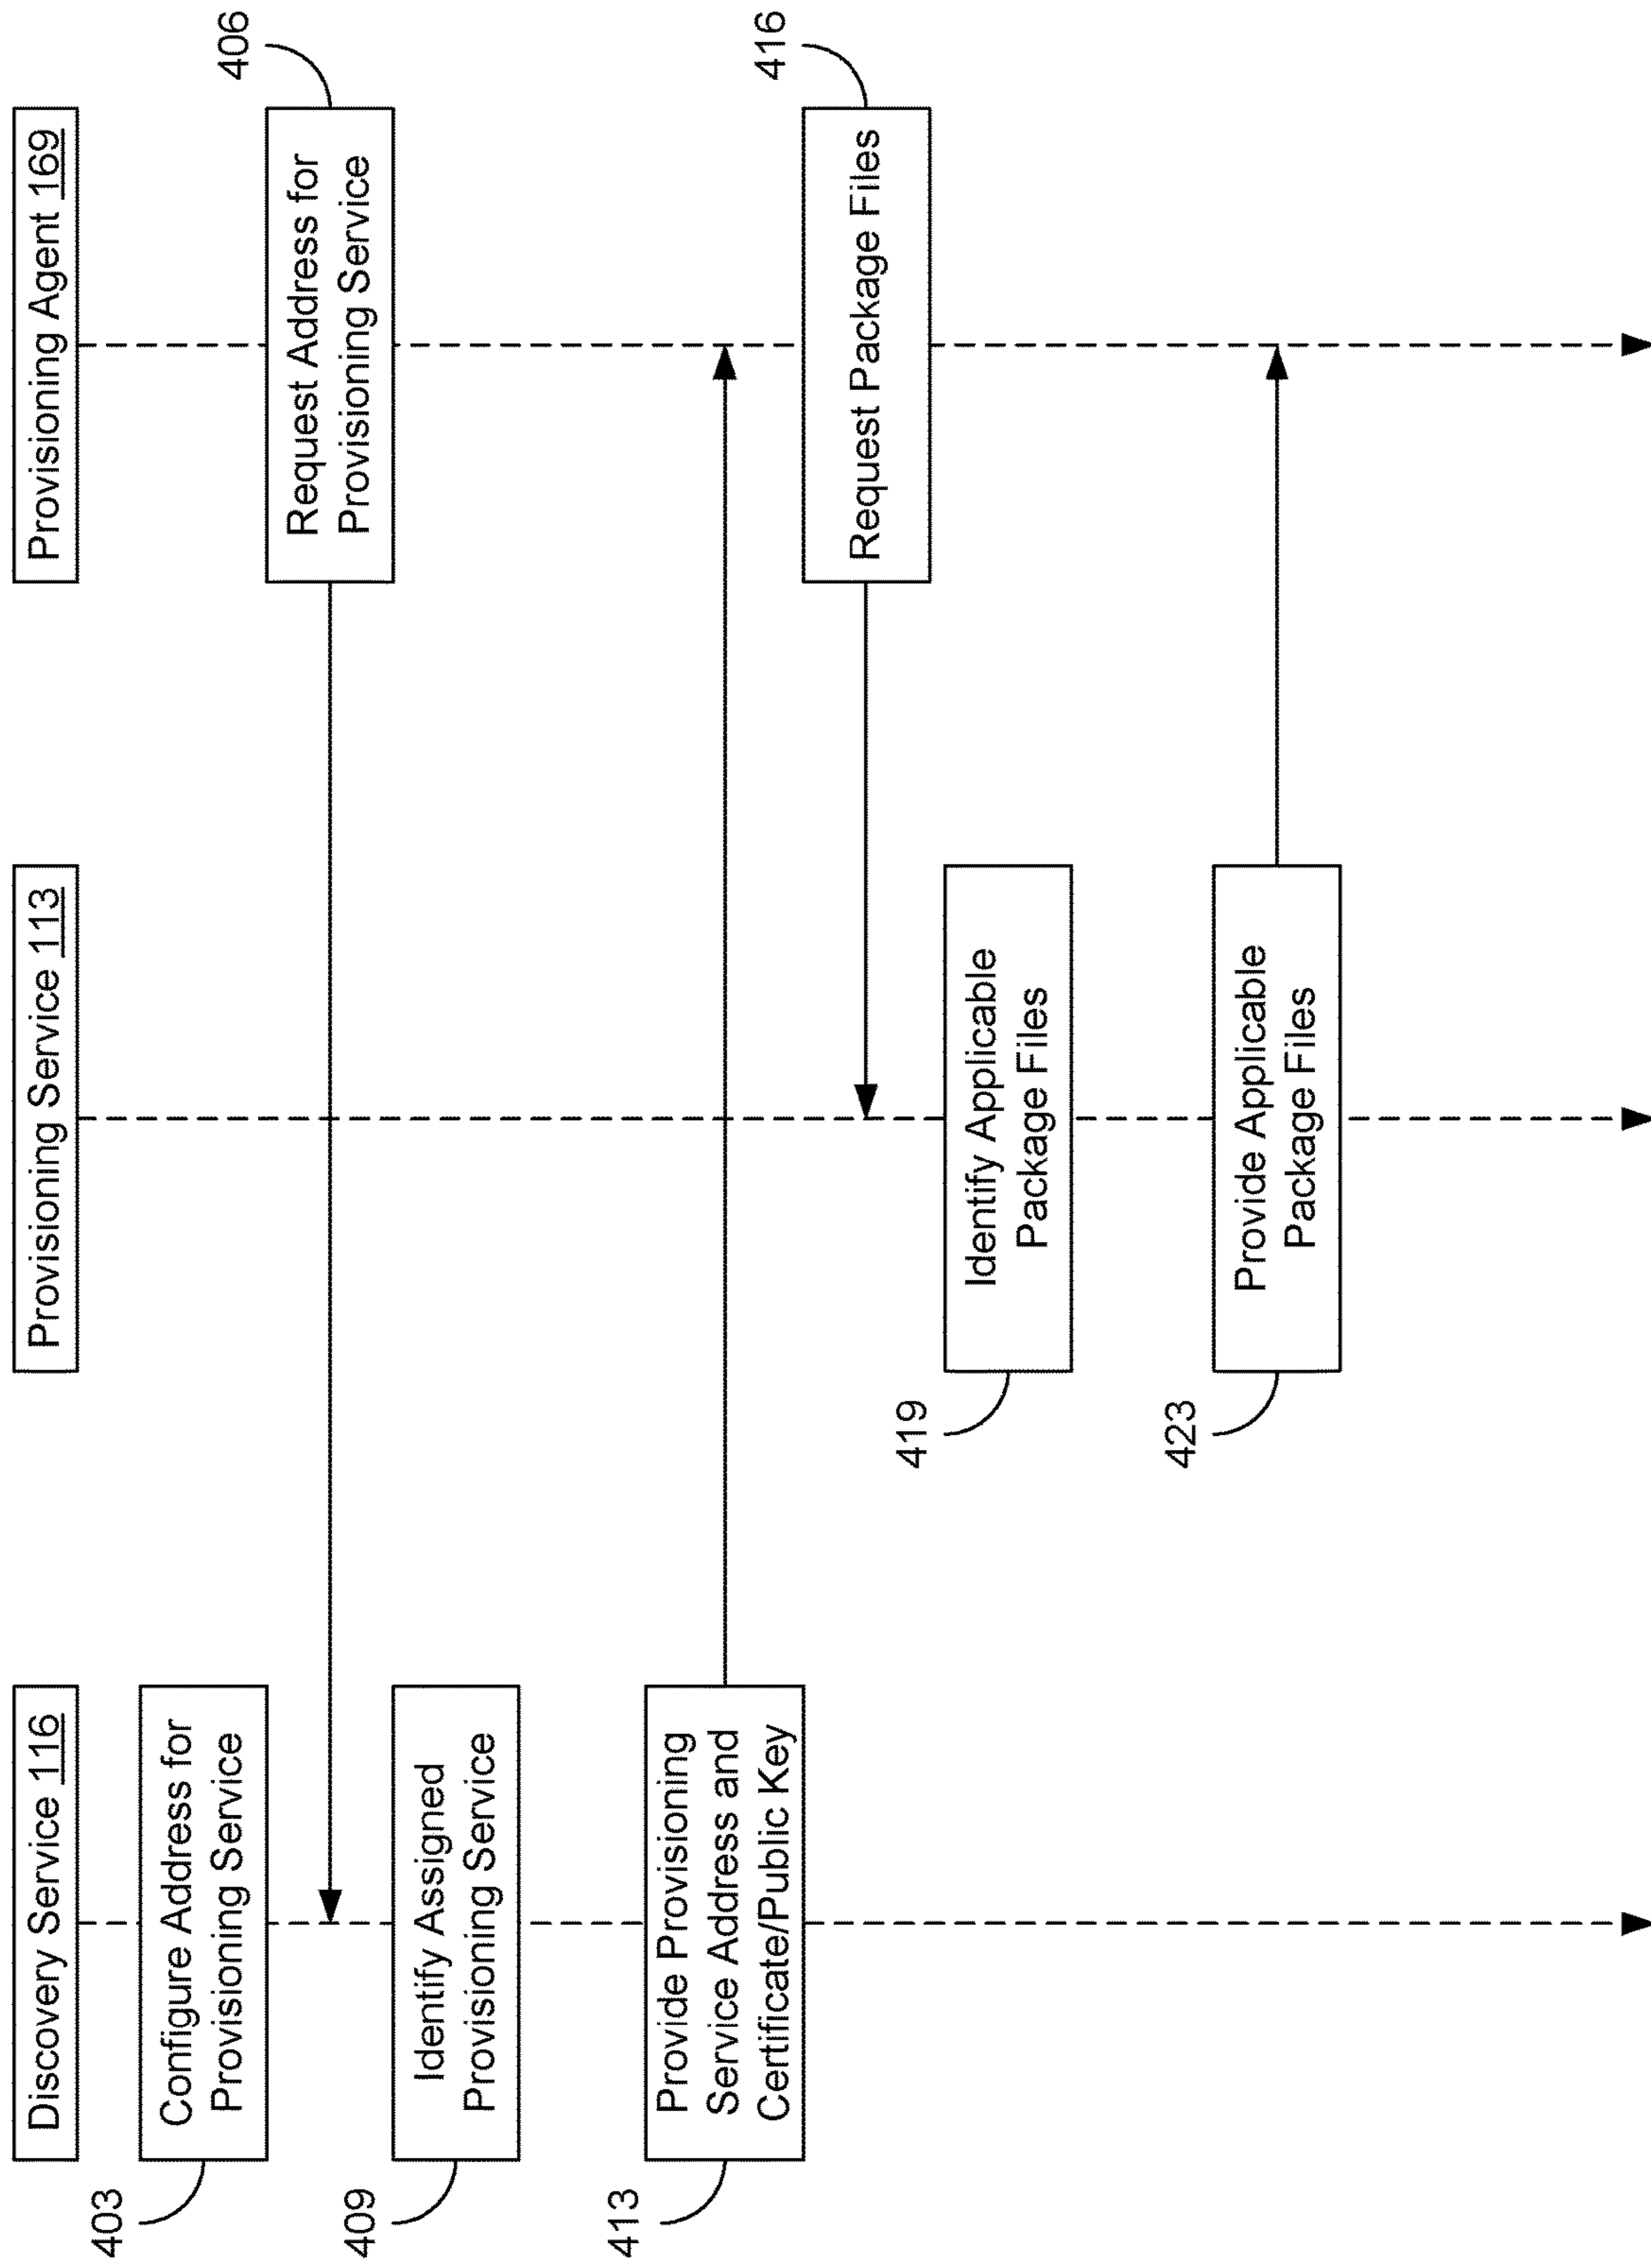 Discovery Service 116
Provisioning Service 113
Provisioning Agent 169
403
Configure Address for
Provisioning Service
406
Request Address for
Provisioning Service
409
Identify Assigned
Provisioning Service
413
Provide Provisioning
Service Address and
Certificate/Public Key
416
Request Package Files
419
Identify Applicable
Package Files
423
Provide Applicable
Package Files